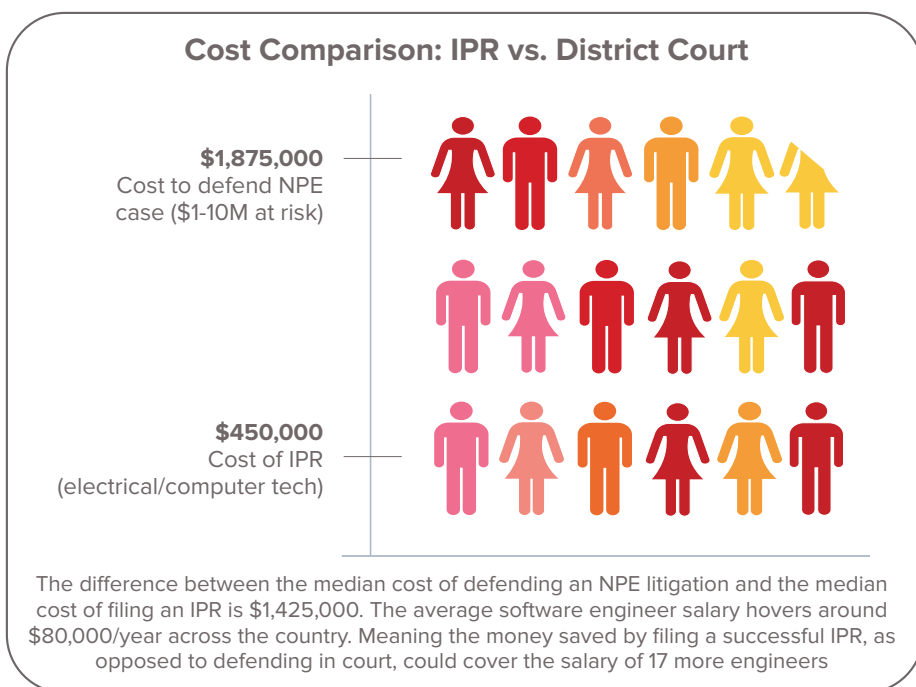 Cost Comparison: IPR vs. District Court
$1,875,000
Cost to defend NPE
case ($1-10M at risk)
$450,000
Cost of IPR
(electrical/computer tech)
The difference between the median cost of defending an NPE litigation and the median
cost of filing an IPR is $1,425,000. The average software engineer salary hovers around
$80,000/year across the country. Meaning the money saved by filing a successful IPR, as
opposed to defending in court, could cover the salary of 17 more engineers